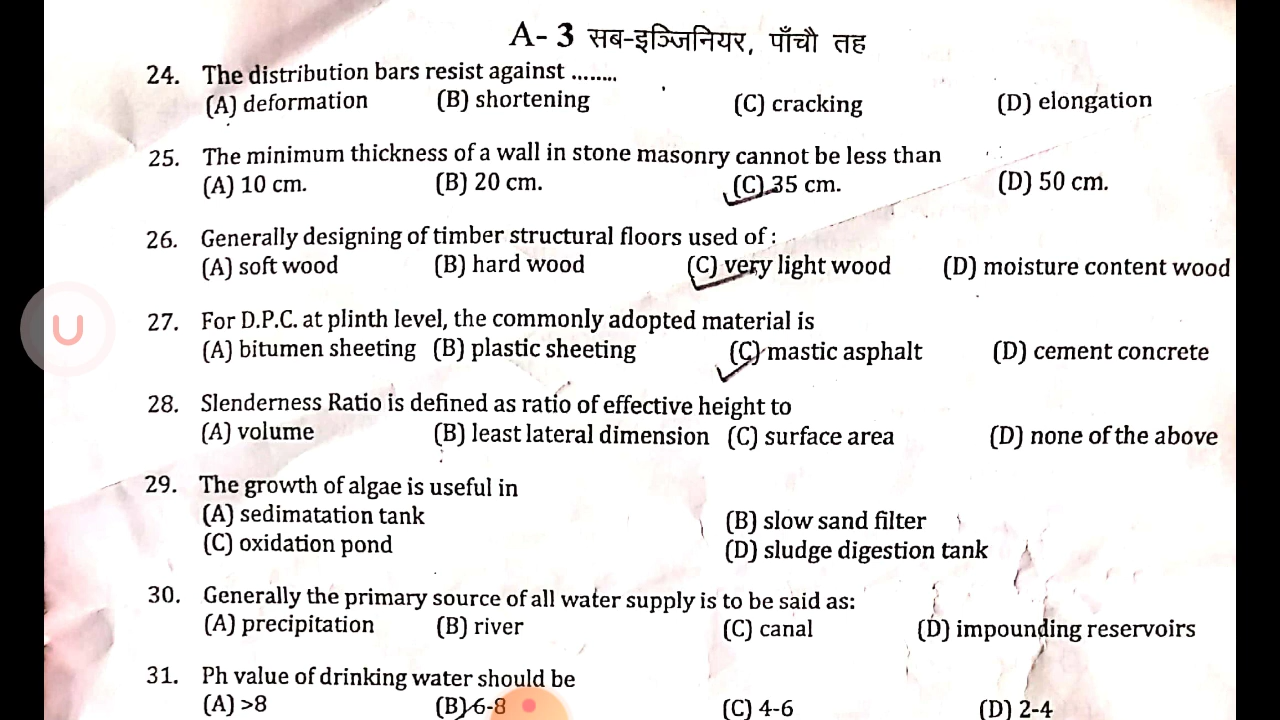 A- 3 सब-इञ्जिनियर, पाँचौ तह
24. The distribution bars resist against ........
(A) deformation (B) shortening (C) cracking (D) elongation
25. The minimum thickness of a wall in stone masonry cannot be less than
(A) 10 cm. (B) 20 cm. (C) 35 cm. (D) 50 cm.
26. Generally designing of timber structural floors used of :
(A) soft wood (B) hard wood (C) very light wood (D) moisture content wood
27. For D.P.C. at plinth level, the commonly adopted material is
(A) bitumen sheeting (B) plastic sheeting (C) mastic asphalt (D) cement concrete
28. Slenderness Ratio is defined as ratio of effective height to
(A) volume (B) least lateral dimension (C) surface area (D) none of the above
29. The growth of algae is useful in
(A) sedimatation tank (B) slow sand filter
(C) oxidation pond (D) sludge digestion tank
30. Generally the primary source of all water supply is to be said as:
(A) precipitation (B) river (C) canal (D) impounding reservoirs
31. Ph value of drinking water should be
(A) >8 (B) 6-8 (C) 4-6 (D) 2-4